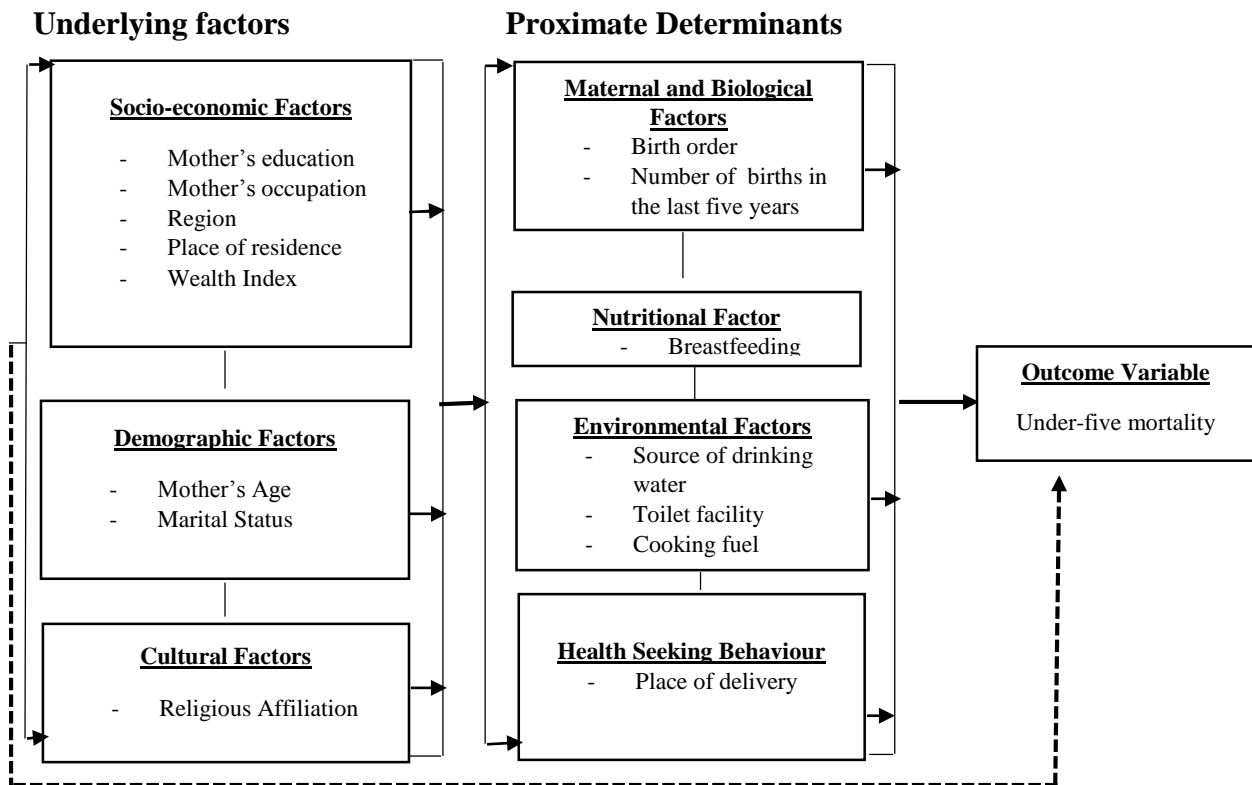 Underlying factors
Proximate Determinants
Socio-economic Factors
- Mother’s education
- Mother’s occupation
- Region
- Place of residence
- Wealth Index
Demographic Factors
- Mother’s Age
- Marital Status
Cultural Factors
- Religious Affiliation
Maternal and Biological
Factors
- Birth order
- Number of births in
the last five years
Nutritional Factor
- Breastfeeding
Environmental Factors
- Source of drinking
water
- Toilet facility
- Cooking fuel
Health Seeking Behaviour
- Place of delivery
Outcome Variable
Under-five mortality